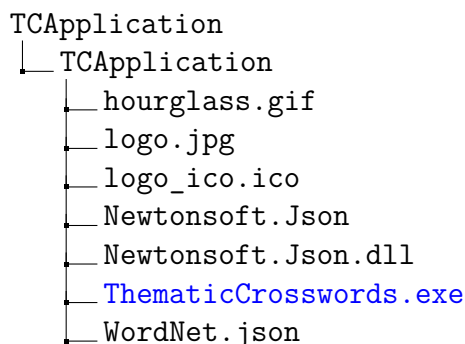 TCApplication
TCApplication
hourglass.gif
logo.jpg
logo_ico.ico
Newtonsoft.Json
Newtonsoft.Json.dll
ThematicCrosswords.exe
WordNet.json